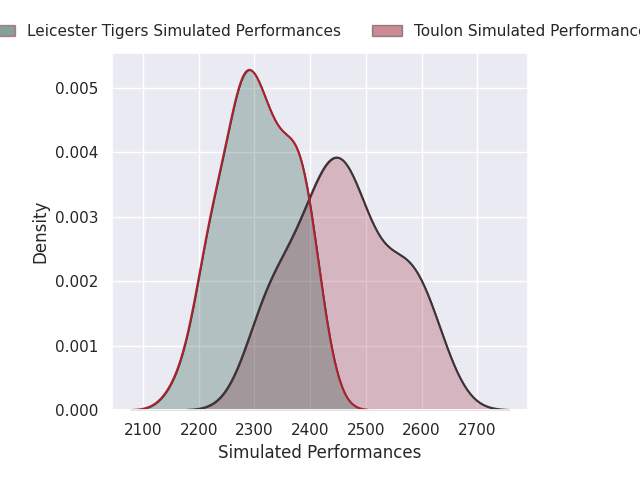 Leicester Tigers Simulated Performances Toulon Simulated Performanc
0.005
0.004
0.003
0.002
0.001
0.000
Density
2100 2200 2300 2400 2500 2600 2700
Simulated Performances